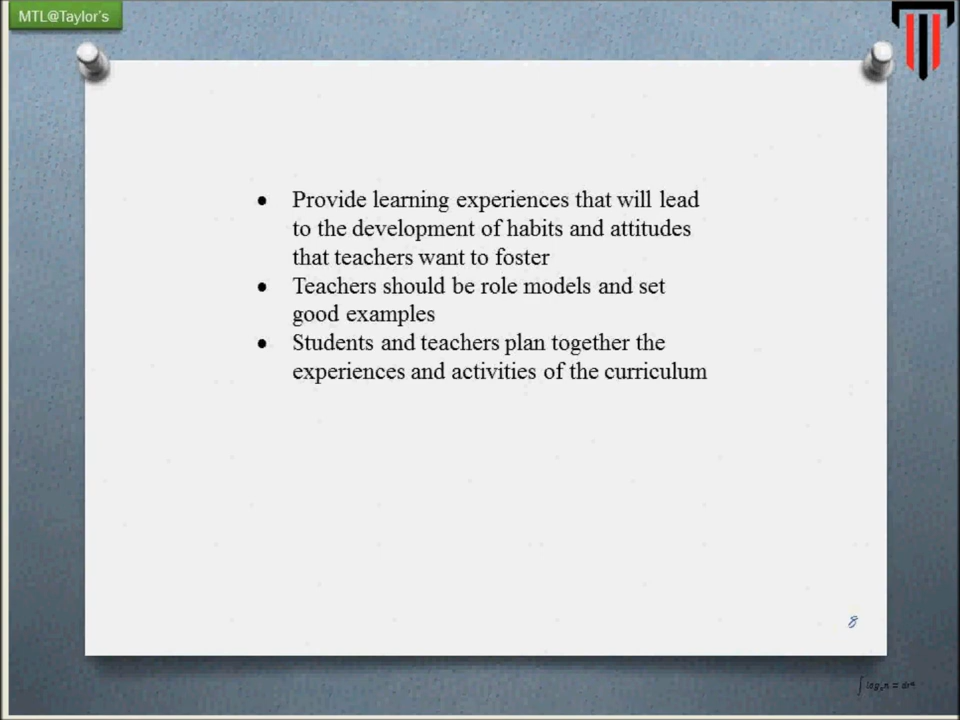 MTL@Taylor's
• Provide learning experiences that will lead
to the development of habits and attitudes
that teachers want to foster
• Teachers should be role models and set
good examples
• Students and teachers plan together the
experiences and activities of the curriculum
8